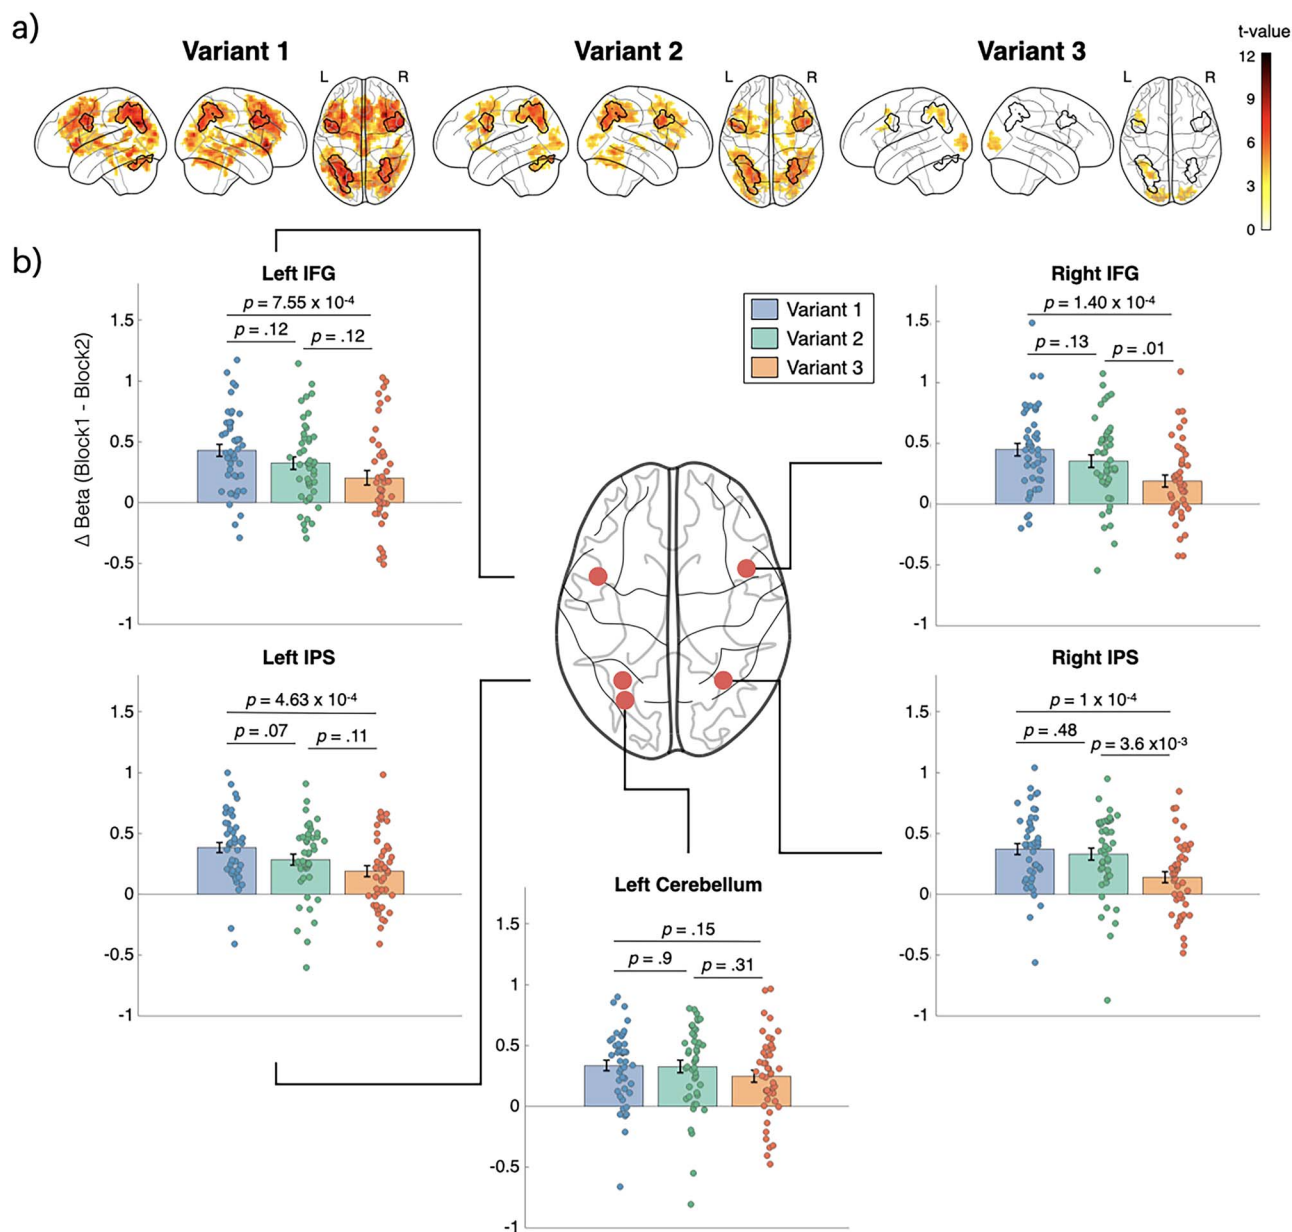 a)
Variant 1
Variant 2
Variant 3
t-value
L
R
L
R
L
R
12
9
6
3
0
b)
Left IFG
p = 7.55 x 10-4
p = .12
p = .12
1.5
1
0.5
0
-0.5
-1
Δ Beta (Block1 - Block2)
Variant 1
Variant 2
Variant 3
Right IFG
p = 1.40 x 10-4
p = .13
p = .01
1.5
1
0.5
0
-0.5
-1
Left IPS
p = 4.63 x 10-4
p = .07
p = .11
1.5
1
0.5
0
-0.5
-1
Right IPS
p = 1 x 10-4
p = .48
p = 3.6 x10-3
1.5
1
0.5
0
-0.5
-1
Left Cerebellum
p = .15
p = .9
p = .31
1.5
1
0.5
0
-0.5
-1